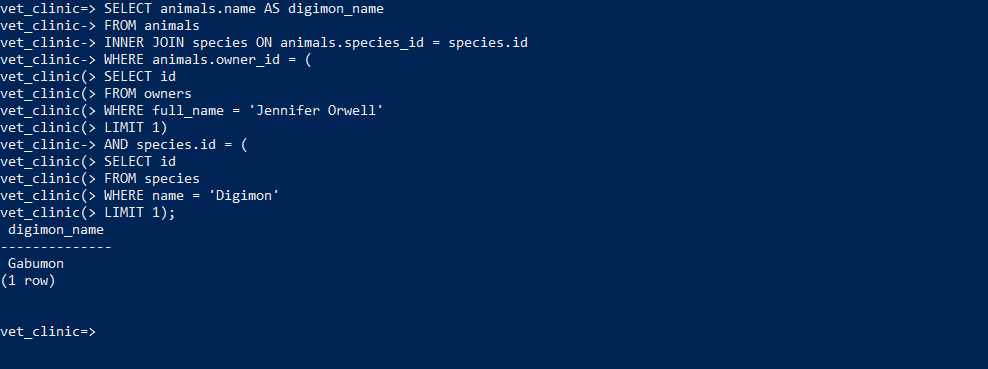 vet_clinic=> SELECT animals.name AS digimon_name
vet_clinic-> FROM animals
vet_clinic-> INNER JOIN species ON animals.species_id = species.id
vet_clinic-> WHERE animals.owner_id = (
vet_clinic(> SELECT id
vet_clinic(> FROM owners
vet_clinic(> WHERE full_name = 'Jennifer Orwell'
vet_clinic(> LIMIT 1)
vet_clinic-> AND species.id = (
vet_clinic(> SELECT id
vet_clinic(> FROM species
vet_clinic(> WHERE name = 'Digimon'
vet_clinic(> LIMIT 1);
 digimon_name
--------------
 Gabumon
(1 row)


vet_clinic=>